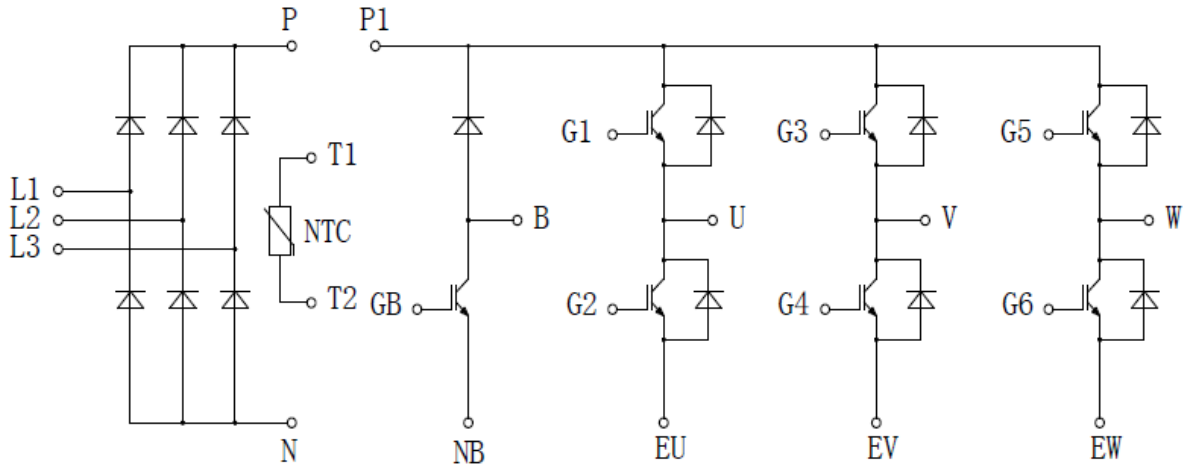 P P1
T1
G1 G3 G5
L1
L2 B U V W
L3 NTC
T2 GB G2 G4 G6
N NB EU EV EW